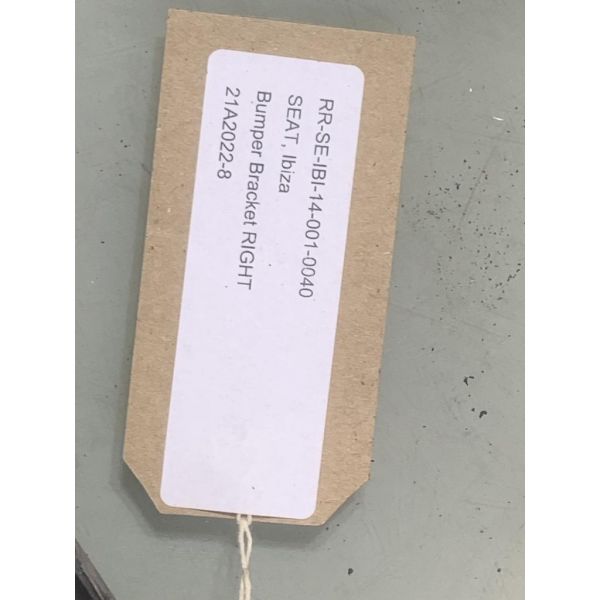 RR-SE-IBI-14-001-0040
SEAT, Ibiza
Bumper Bracket RIGHT
21A2022-8